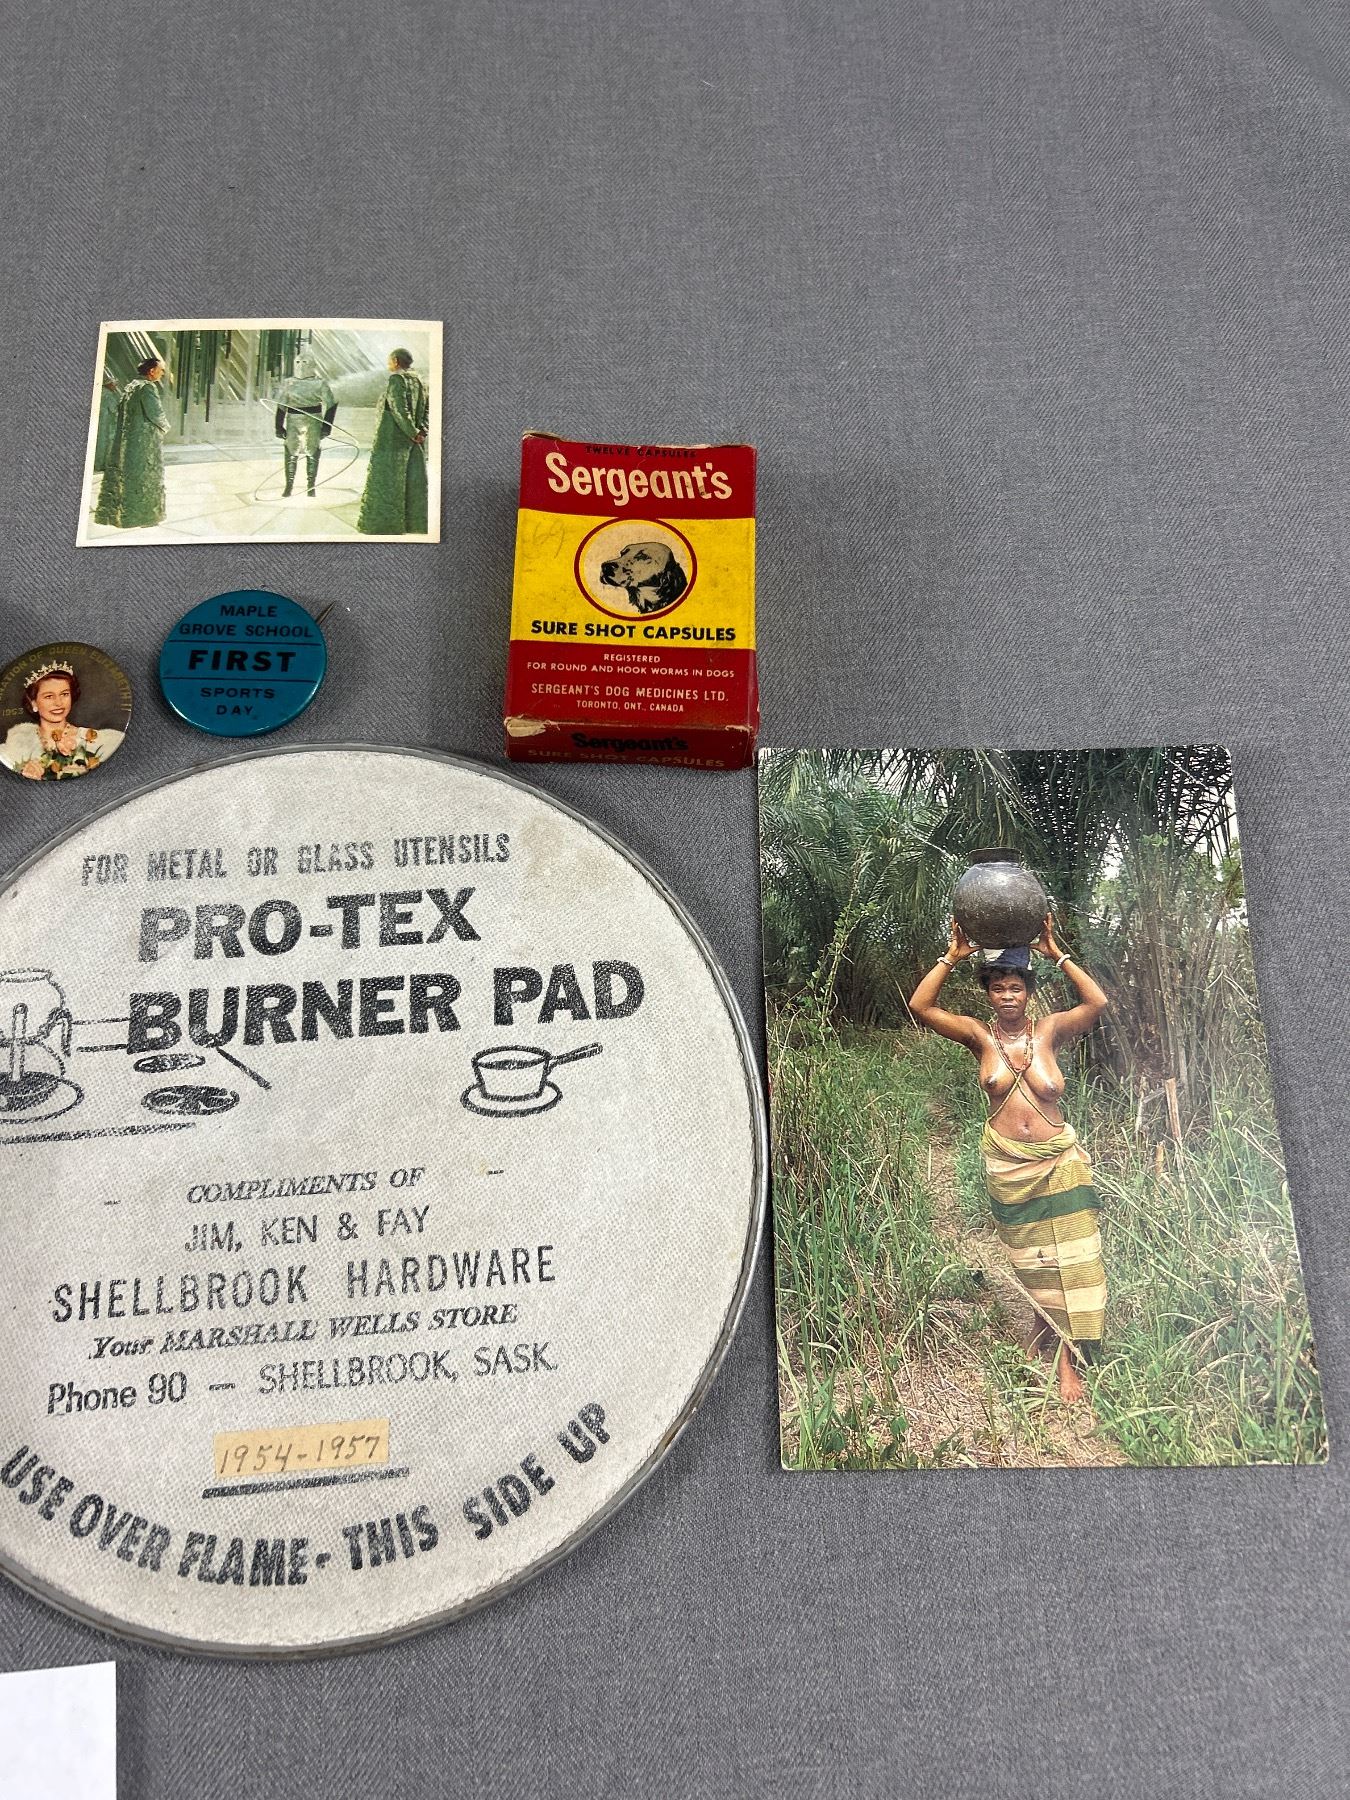 TWELVE CAPSULES
Sergeant's
69
SURE SHOT CAPSULES
REGISTERED
FOR ROUND AND HOOK WORMS IN DOGS
SERGEANT'S DOG MEDICINES LTD.
TORONTO, ONT., CANADA
Sergeant's
SURE SHOT CAPSULES
MAPLE
GROVE SCHOOL
FIRST
SPORTS
DAY
OF QUEEN ELIZABETH II
1953
FOR METAL OR GLASS UTENSILS
PRO-TEX
BURNER PAD
- COMPLIMENTS OF -
JIM, KEN & FAY
SHELLBROOK HARDWARE
Your MARSHALL WELLS STORE
Phone 90 — SHELLBROOK, SASK.
1954-1957
USE OVER FLAME - THIS SIDE UP